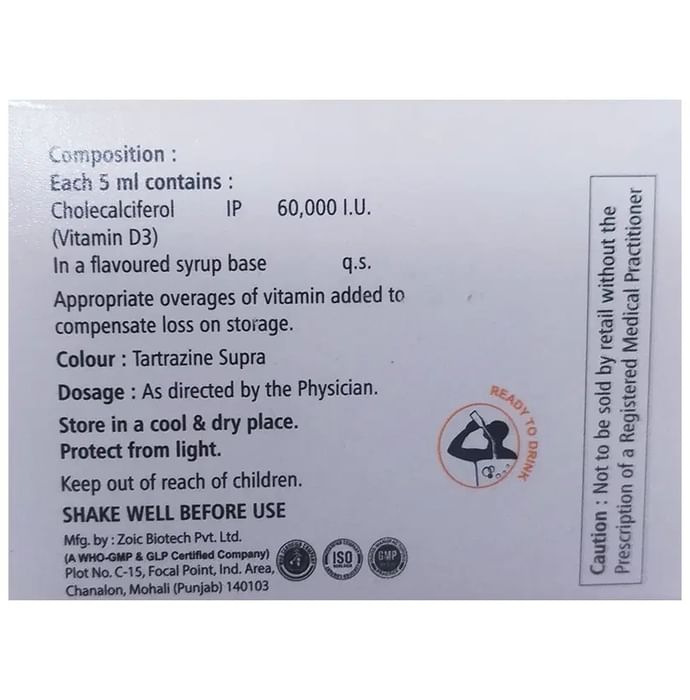 Composition :
Each 5 ml contains :
Cholecalciferol IP 60,000 I.U.
(Vitamin D3)
In a flavoured syrup base q.s.
Appropriate overages of vitamin added to
compensate loss on storage.
Colour : Tartrazine Supra
Dosage : As directed by the Physician.
Store in a cool & dry place.
Protect from light.
Keep out of reach of children.
SHAKE WELL BEFORE USE
Mfg. by : Zoic Biotech Pvt. Ltd.
(A WHO-GMP & GLP Certified Company)
Plot No. C-15, Focal Point, Ind. Area,
Chanalon, Mohali (Punjab) 140103
ISO
GMP
READY TO DRINK
Caution : Not to be sold by retail without the
Prescription of a Registered Medical Practitioner